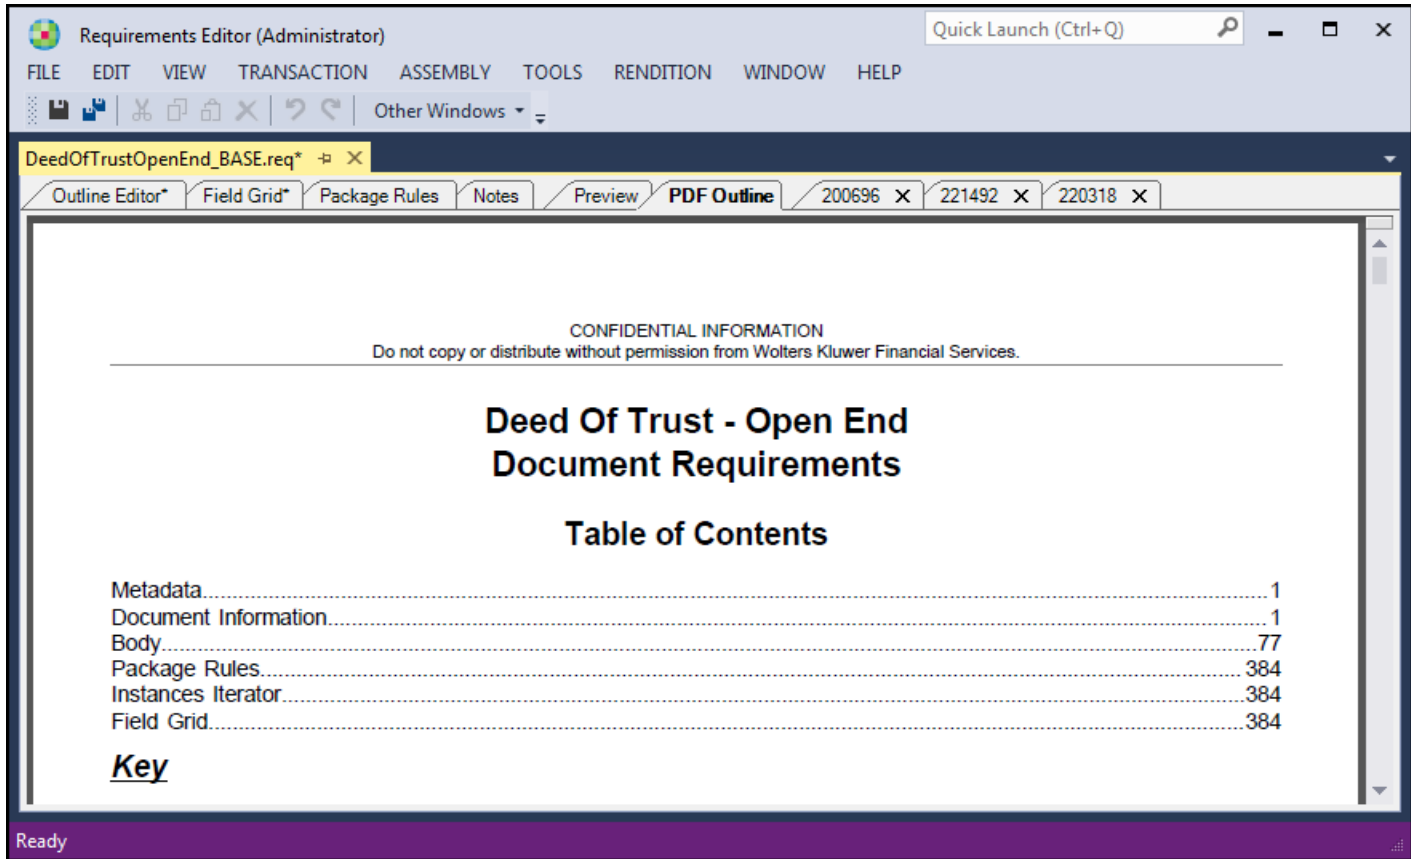 Requirements Editor (Administrator)
Quick Launch (Ctrl+Q)
FILE EDIT VIEW TRANSACTION ASSEMBLY TOOLS RENDITION WINDOW HELP
Other Windows
DeedOfTrustOpenEnd_BASE.req*
Outline Editor* Field Grid* Package Rules Notes Preview PDF Outline 200696 221492 220318
CONFIDENTIAL INFORMATION
Do not copy or distribute without permission from Wolters Kluwer Financial Services.
Deed Of Trust - Open End
Document Requirements
Table of Contents
Metadata 1
Document Information 1
Body 77
Package Rules 384
Instances Iterator 384
Field Grid 384
Key
Ready